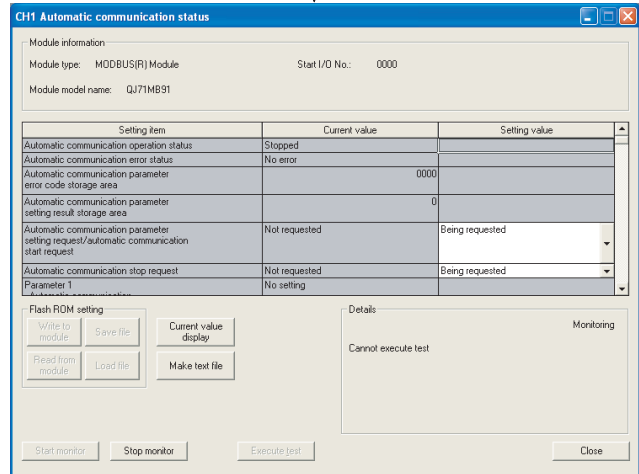 CH1 Automatic communication status
Module information
Module type: MODBUS(R) Module Start I/O No.: 0000
Module model name: QJ71MB91
Setting item Current value Setting value
Automatic communication operation status Stopped
Automatic communication error status No error
Automatic communication parameter
error code storage area 0000
Automatic communication parameter
setting result storage area 0
Automatic communication parameter Not requested Being requested
setting request/automatic communication
start request
Automatic communication stop request Not requested Being requested
Parameter 1 No setting
Flash ROM setting
Write to
module
Save file
Read from
module
Load file
Current value
display
Make text file
Details
Monitoring
Cannot execute test
Start monitor Stop monitor Execute test Close